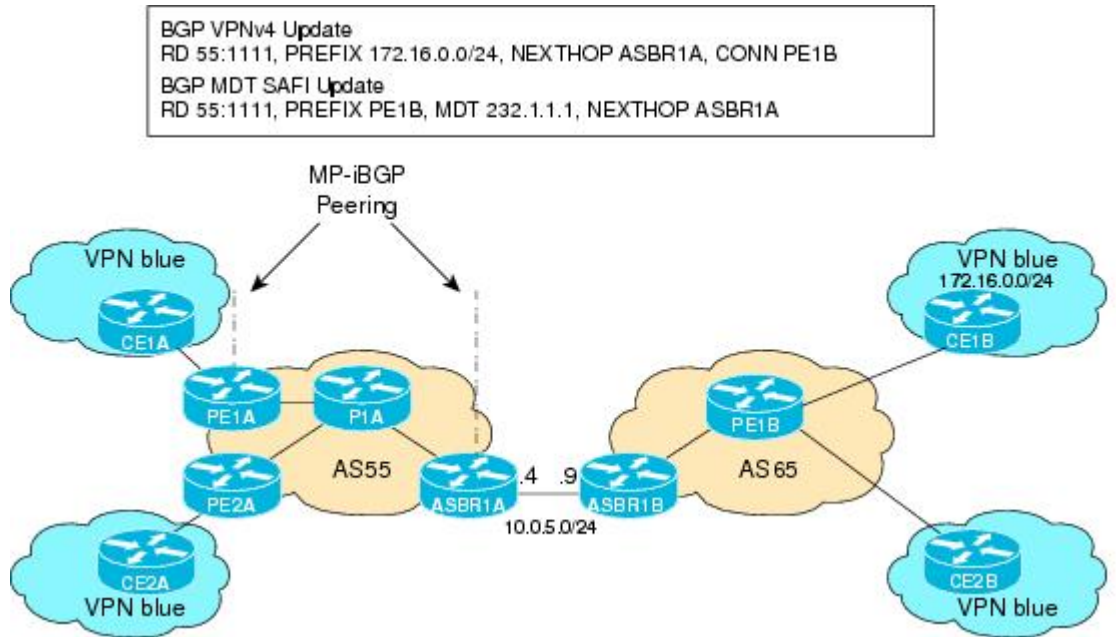 BGP VPNv4 Update
RD 55:1111, PREFIX 172.16.0.0/24, NEXTHOP ASBR1A, CONN PE1B
BGP MDT SAFI Update
RD 55:1111, PREFIX PE1B, MDT 232.1.1.1, NEXTHOP ASBR1A
MP-iBGP
Peering
VPN blue
VPN blue
172.16.0.0/24
CE1A
CE1B
PE1A
P1A
PE1B
AS55
AS65
PE2A
ASBR1A
.4
.9
ASBR1B
10.0.5.0/24
CE2A
CE2B
VPN blue
VPN blue